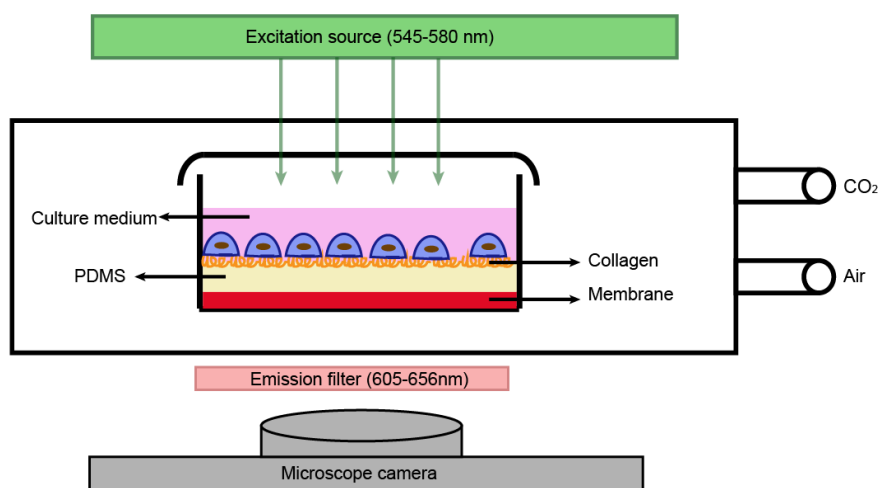 Excitation source (545-580 nm)
CO₂
Culture medium
Collagen
PDMS
Air
Membrane
Emission filter (605-656nm)
Microscope camera